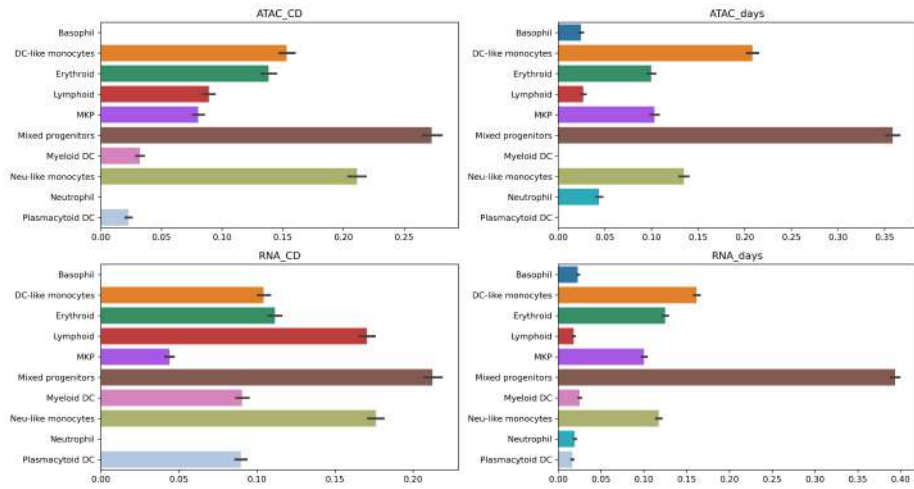 ATAC_CD
Basophil
DC-like monocytes
Erythroid
Lymphoid
MKP
Mixed progenitors
Myeloid DC
Neu-like monocytes
Neutrophil
Plasmacytoid DC
0.00 0.05 0.10 0.15 0.20 0.25
ATAC_days
Basophil
DC-like monocytes
Erythroid
Lymphoid
MKP
Mixed progenitors
Myeloid DC
Neu-like monocytes
Neutrophil
Plasmacytoid DC
0.00 0.05 0.10 0.15 0.20 0.25 0.30 0.35
RNA_CD
Basophil
DC-like monocytes
Erythroid
Lymphoid
MKP
Mixed progenitors
Myeloid DC
Neu-like monocytes
Neutrophil
Plasmacytoid DC
0.00 0.05 0.10 0.15 0.20
RNA_days
Basophil
DC-like monocytes
Erythroid
Lymphoid
MKP
Mixed progenitors
Myeloid DC
Neu-like monocytes
Neutrophil
Plasmacytoid DC
0.00 0.05 0.10 0.15 0.20 0.25 0.30 0.35 0.40